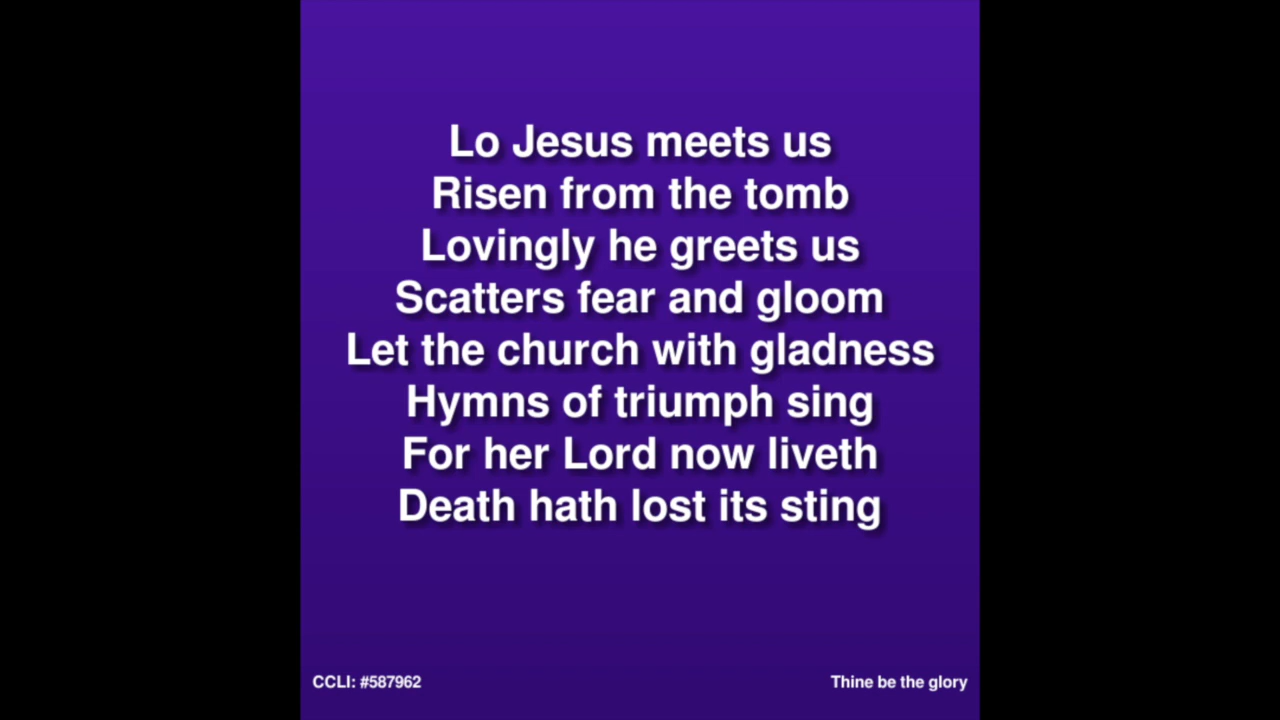 Lo Jesus meets us
Risen from the tomb
Lovingly he greets us
Scatters fear and gloom
Let the church with gladness
Hymns of triumph sing
For her Lord now liveth
Death hath lost its sting
CCLI: #587962
Thine be the glory